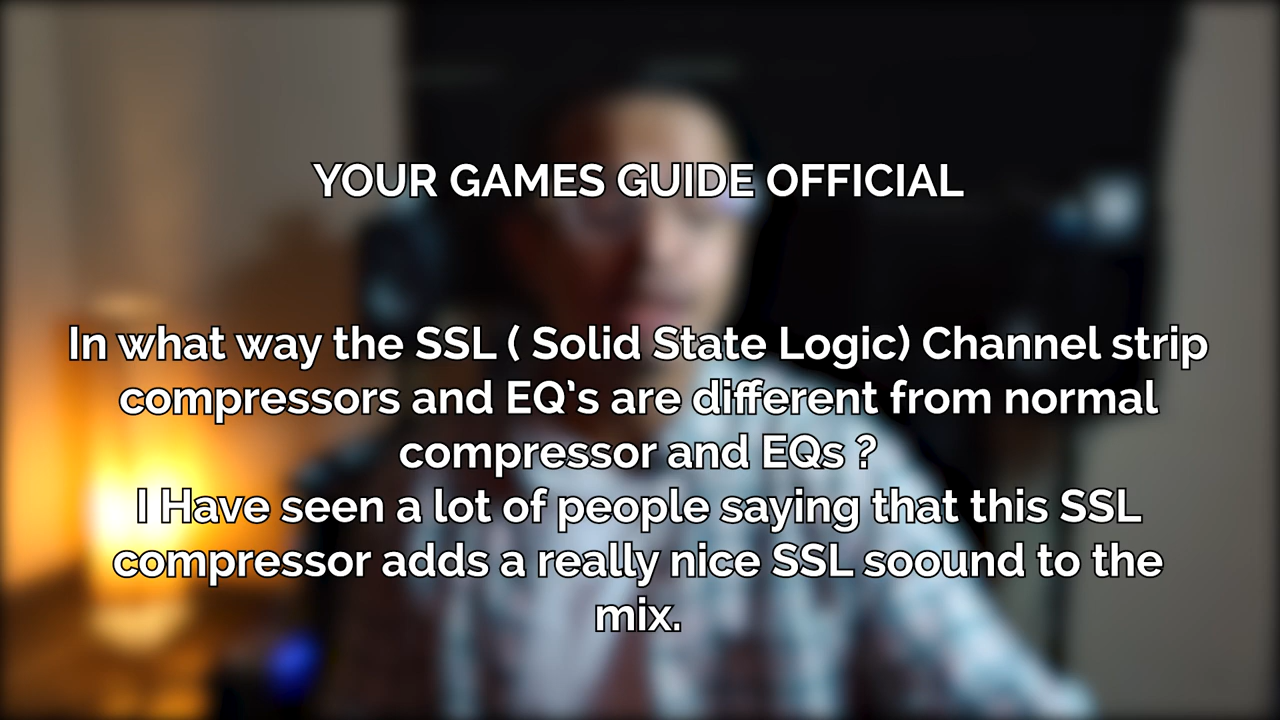 YOUR GAMES GUIDE OFFICIAL
In what way the SSL ( Solid State Logic) Channel strip
compressors and EQ's are different from normal
compressor and EQs ?
I Have seen a lot of people saying that this SSL
compressor adds a really nice SSL soound to the
mix.